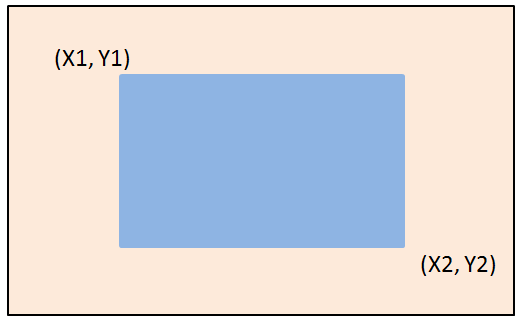 (X1, Y1)
(X2, Y2)